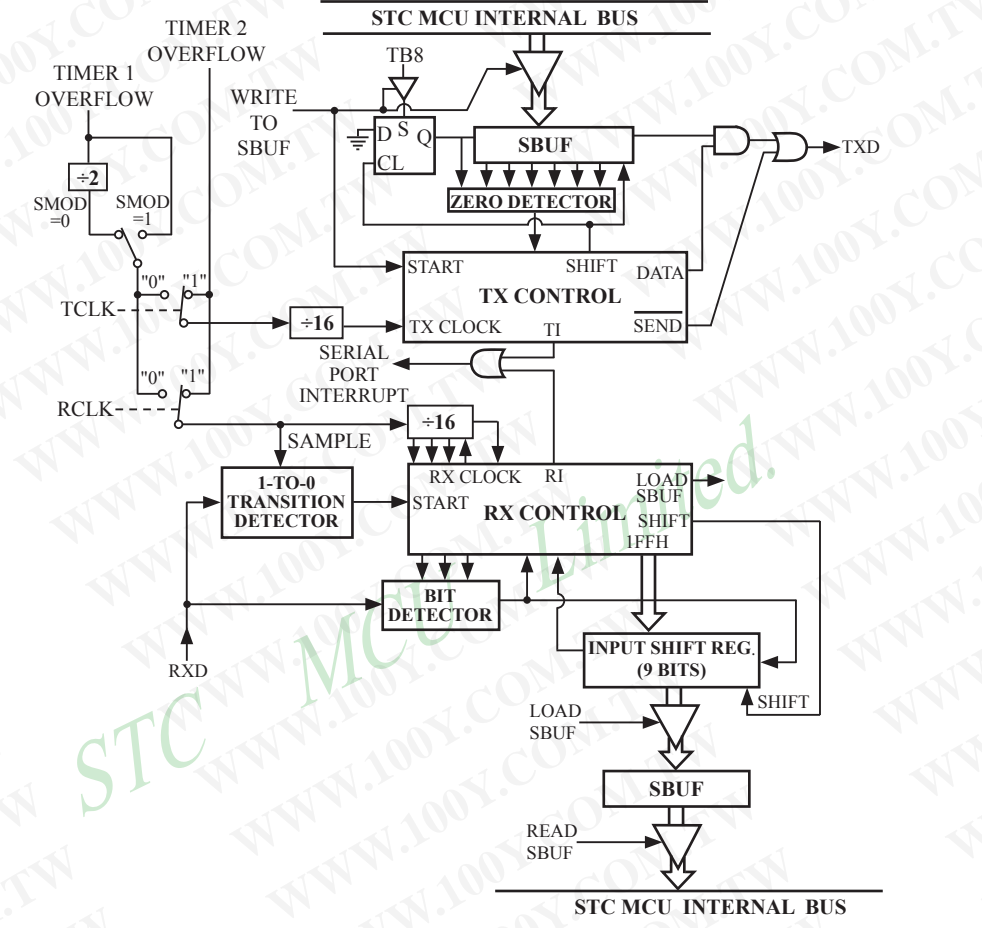 STC MCU INTERNAL BUS
TIMER 2
OVERFLOW
TIMER 1
OVERFLOW
TB8
WRITE
TO
SBUF
D
S
Q
CL
SBUF
TXD
÷2
ZERO DETECTOR
SMOD
=0
SMOD
=1
START
SHIFT
DATA
TX CONTROL
"0"
"1"
TCLK
÷16
TX CLOCK
TI
SEND
SERIAL
PORT
INTERRUPT
"0"
"1"
RCLK
÷16
SAMPLE
RX CLOCK
RI
LOAD
SBUF
1-TO-0
TRANSITION
DETECTOR
START
RX CONTROL
SHIFT
1FFH
BIT
DETECTOR
RXD
INPUT SHIFT REG.
(9 BITS)
SHIFT
LOAD
SBUF
SBUF
READ
SBUF
STC MCU INTERNAL BUS
STC MCU Limited.
WWW.100Y.COM.TW